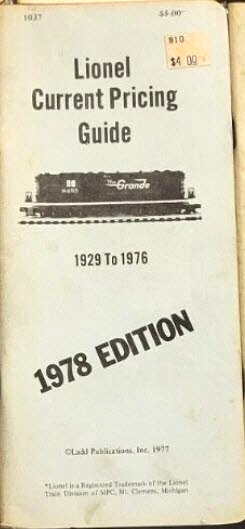 1037 $5.00
810
$4.00
Lionel
Current Pricing
Guide
Rio Grande
1929 To 1976
1978 EDITION
©Ladd Publications, Inc. 1977
*Lionel is a Registered Trademark of the Lionel
Train Division of MPC, Mt. Clemens, Michigan